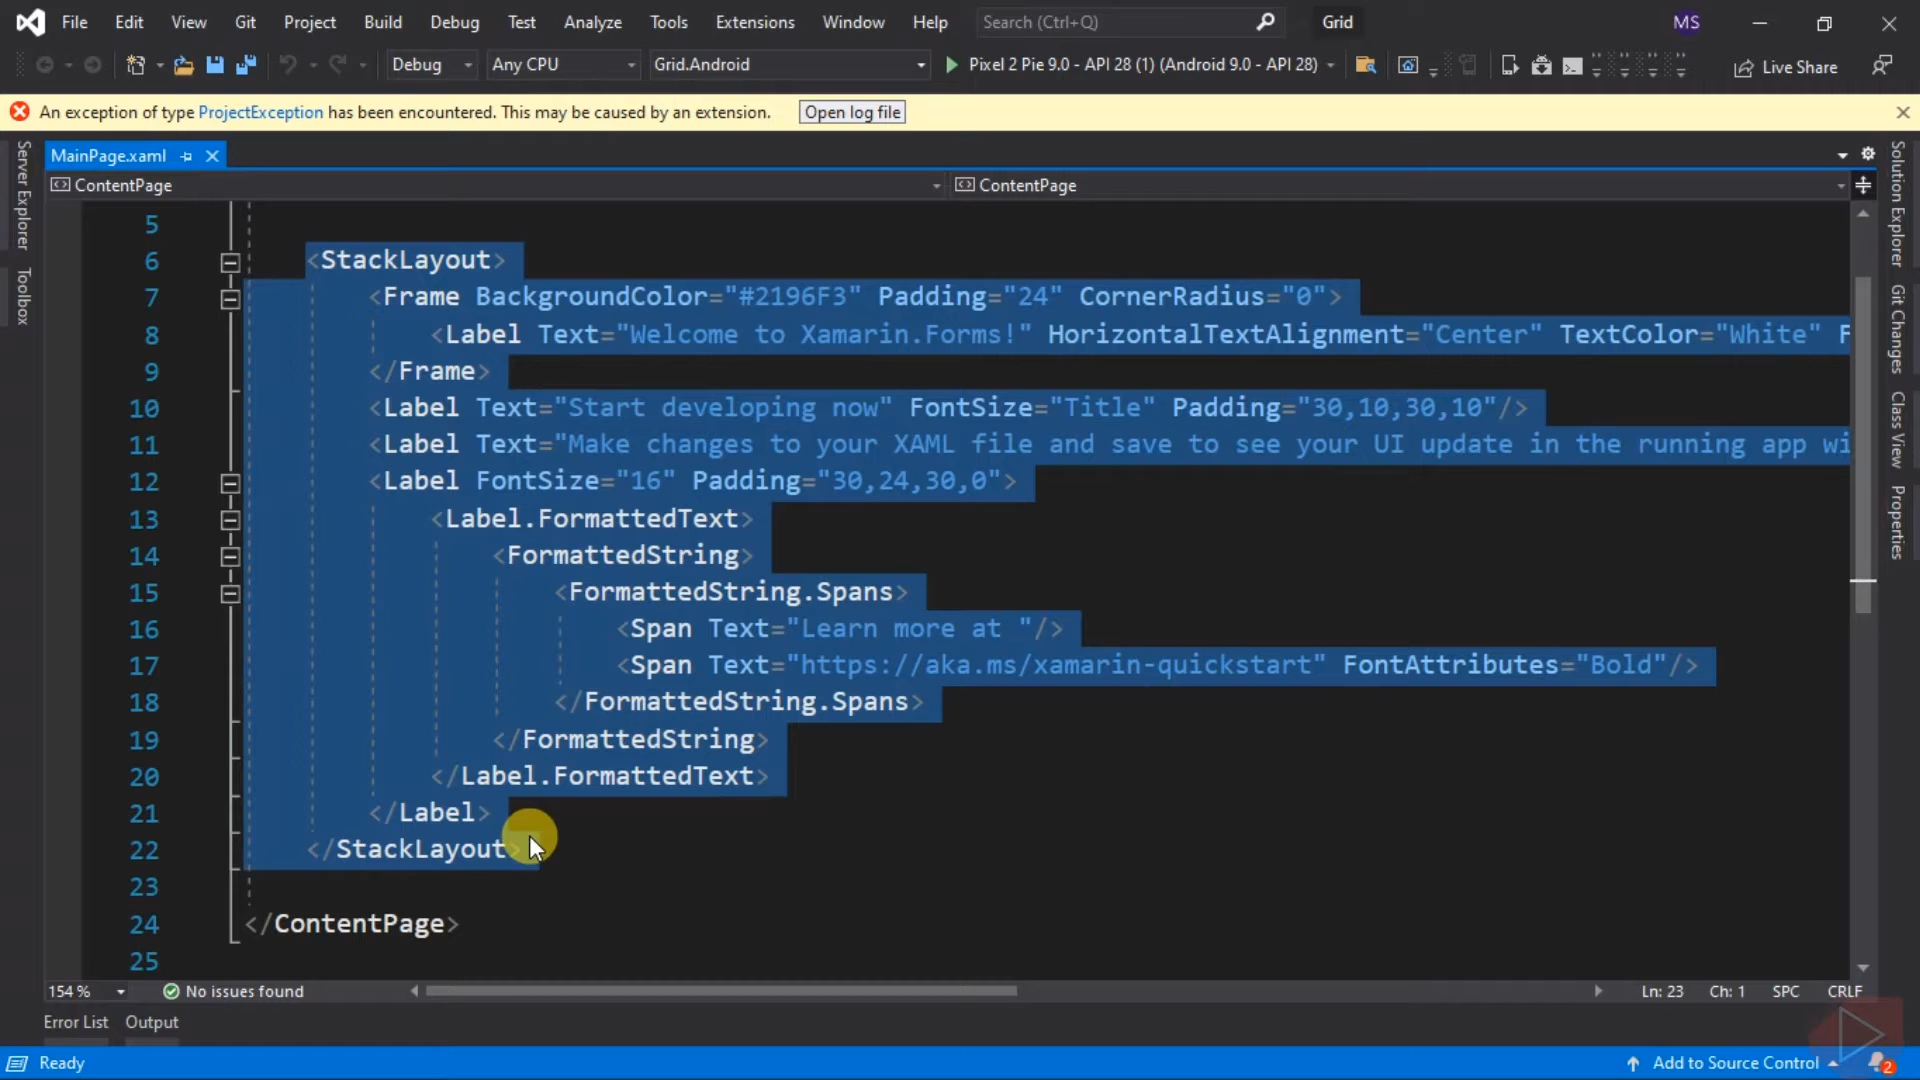 File Edit View Git Project Build Debug Test Analyze Tools Extensions Window Help Search (Ctrl+Q) Grid MS
Debug Any CPU Grid.Android Pixel 2 Pie 9.0 - API 28 (1) (Android 9.0 - API 28) Live Share
An exception of type ProjectException has been encountered. This may be caused by an extension. Open log file
MainPage.xaml
ContentPage ContentPage
Server Explorer
Toolbox
Solution Explorer
Git Changes
Class View
Properties
5
6 <StackLayout>
7 <Frame BackgroundColor="#2196F3" Padding="24" CornerRadius="0">
8 <Label Text="Welcome to Xamarin.Forms!" HorizontalTextAlignment="Center" TextColor="White" F
9 </Frame>
10 <Label Text="Start developing now" FontSize="Title" Padding="30,10,30,10"/>
11 <Label Text="Make changes to your XAML file and save to see your UI update in the running app wi
12 <Label FontSize="16" Padding="30,24,30,0">
13 <Label.FormattedText>
14 <FormattedString>
15 <FormattedString.Spans>
16 <Span Text="Learn more at "/>
17 <Span Text="https://aka.ms/xamarin-quickstart" FontAttributes="Bold"/>
18 </FormattedString.Spans>
19 </FormattedString>
20 </Label.FormattedText>
21 </Label>
22 </StackLayout>
23
24 </ContentPage>
25
154 % No issues found Ln: 23 Ch: 1 SPC CRLF
Error List Output
Ready Add to Source Control 2